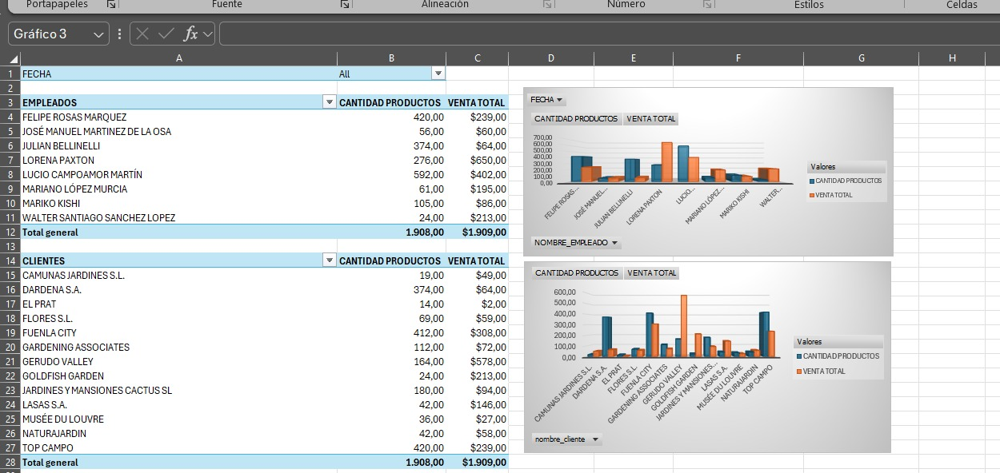 Portapapeles Fuente Alineación Número Estilos Celdas
Gráfico 3 fx
A B C D E F G H
1 FECHA All
2
3 EMPLEADOS CANTIDAD PRODUCTOS VENTA TOTAL
4 FELIPE ROSAS MARQUEZ 420,00 $239,00
5 JOSÉ MANUEL MARTINEZ DE LA OSA 56,00 $60,00
6 JULIAN BELLINELLI 374,00 $64,00
7 LORENA PAXTON 276,00 $650,00
8 LUCIO CAMPOAMOR MARTÍN 592,00 $402,00
9 MARIANO LÓPEZ MURCIA 61,00 $195,00
10 MARIKO KISHI 105,00 $86,00
11 WALTER SANTIAGO SANCHEZ LOPEZ 24,00 $213,00
12 Total general 1.908,00 $1.909,00
13
14 CLIENTES CANTIDAD PRODUCTOS VENTA TOTAL
15 CAMUNAS JARDINES S.L. 19,00 $49,00
16 DARDENA S.A. 374,00 $64,00
17 EL PRAT 14,00 $2,00
18 FLORES S.L. 69,00 $59,00
19 FUENLA CITY 412,00 $308,00
20 GARDENING ASSOCIATES 112,00 $72,00
21 GERUDO VALLEY 164,00 $578,00
22 GOLDFISH GARDEN 24,00 $213,00
23 JARDINES Y MANSIONES CACTUS SL 180,00 $94,00
24 LASAS S.A. 42,00 $146,00
25 MUSÉE DU LOUVRE 36,00 $27,00
26 NATURAJARDIN 42,00 $58,00
27 TOP CAMPO 420,00 $239,00
28 Total general 1.908,00 $1.909,00
FECHA
CANTIDAD PRODUCTOS VENTA TOTAL
700,00
600,00
500,00
400,00
300,00
200,00
100,00
0,00
FELIPE ROSAS... JOSÉ MANUEL... JULIAN BELLINELLI LORENA PAXTON LUCIO... MARIANO LÓPEZ... MARIKO KISHI WALTER...
Valores
CANTIDAD PRODUCTOS
VENTA TOTAL
NOMBRE_EMPLEADO
CANTIDAD PRODUCTOS VENTA TOTAL
600,00
500,00
400,00
300,00
200,00
100,00
0,00
CAMUNAS JARDINES S.L. DARDENA S.A. EL PRAT FLORES S.L. FUENLA CITY GARDENING ASSOCIATES GERUDO VALLEY GOLDFISH GARDEN JARDINES Y MANSIONES... LASAS S.A. MUSÉE DU LOUVRE NATURAJARDIN TOP CAMPO
Valores
CANTIDAD PRODUCTOS
VENTA TOTAL
nombre_cliente